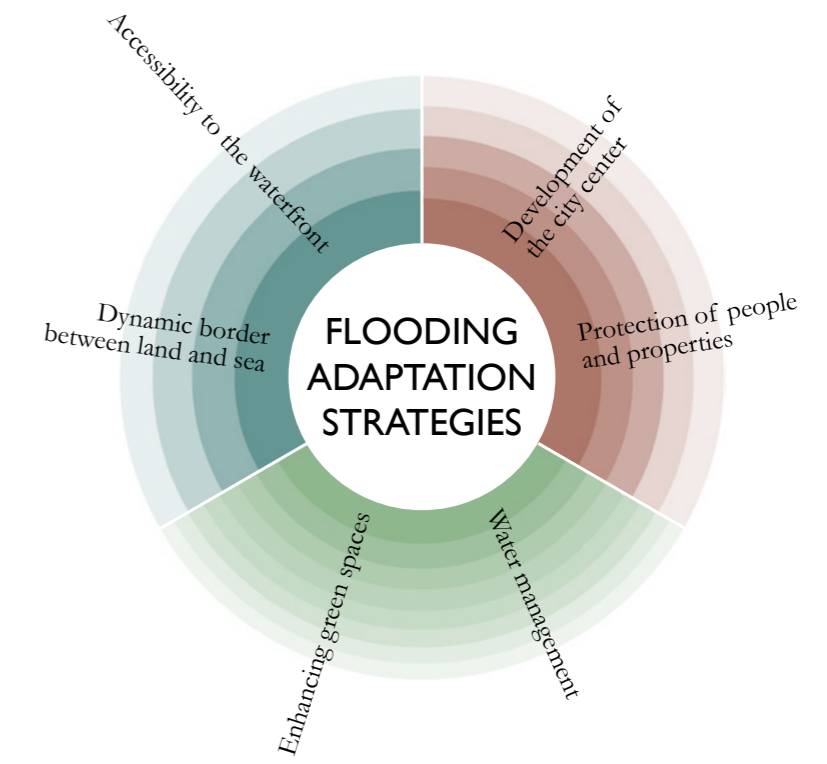 FLOODING
ADAPTATION
STRATEGIES
Accessibility to the waterfront
Development of
the city center
Protection of people
and properties
Water management
Enhancing green spaces
Dynamic border
between land and sea